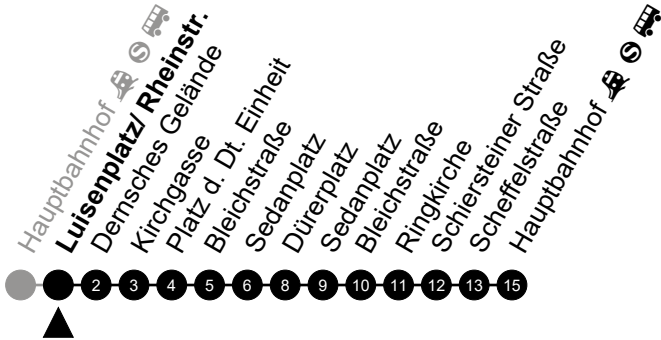 Hauptbahnhof S
Luisenplatz/ Rheinstr.
Dernsches Gelände
Kirchgasse
Platz d. Dt. Einheit
Bleichstraße
Sedanplatz
Dürerplatz
Sedanplatz
Bleichstraße
Ringkirche
Schiersteiner Straße
Scheffelstraße
Hauptbahnhof S
2 3 4 5 6 8 9 10 11 12 13 15